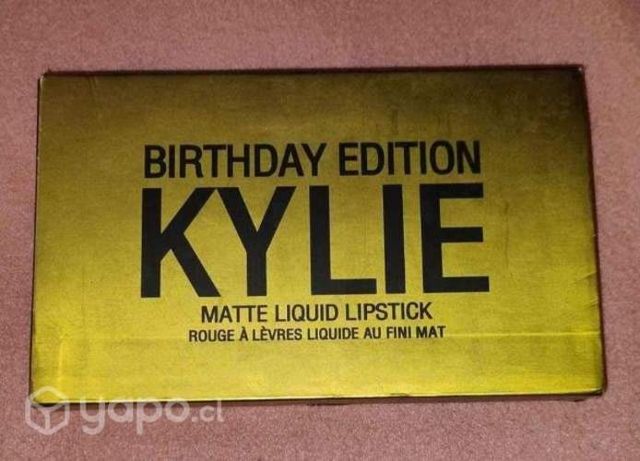 BIRTHDAY EDITION
KYLIE
MATTE LIQUID LIPSTICK
ROUGE À LÈVRES LIQUIDE AU FINI MAT
yapo.cl